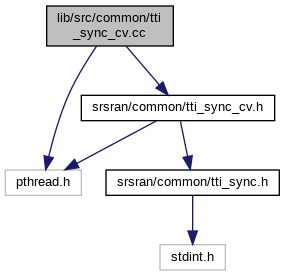 lib/src/common/tti
_sync_cv.cc
srsran/common/tti_sync_cv.h
pthread.h
srsran/common/tti_sync.h
stdint.h